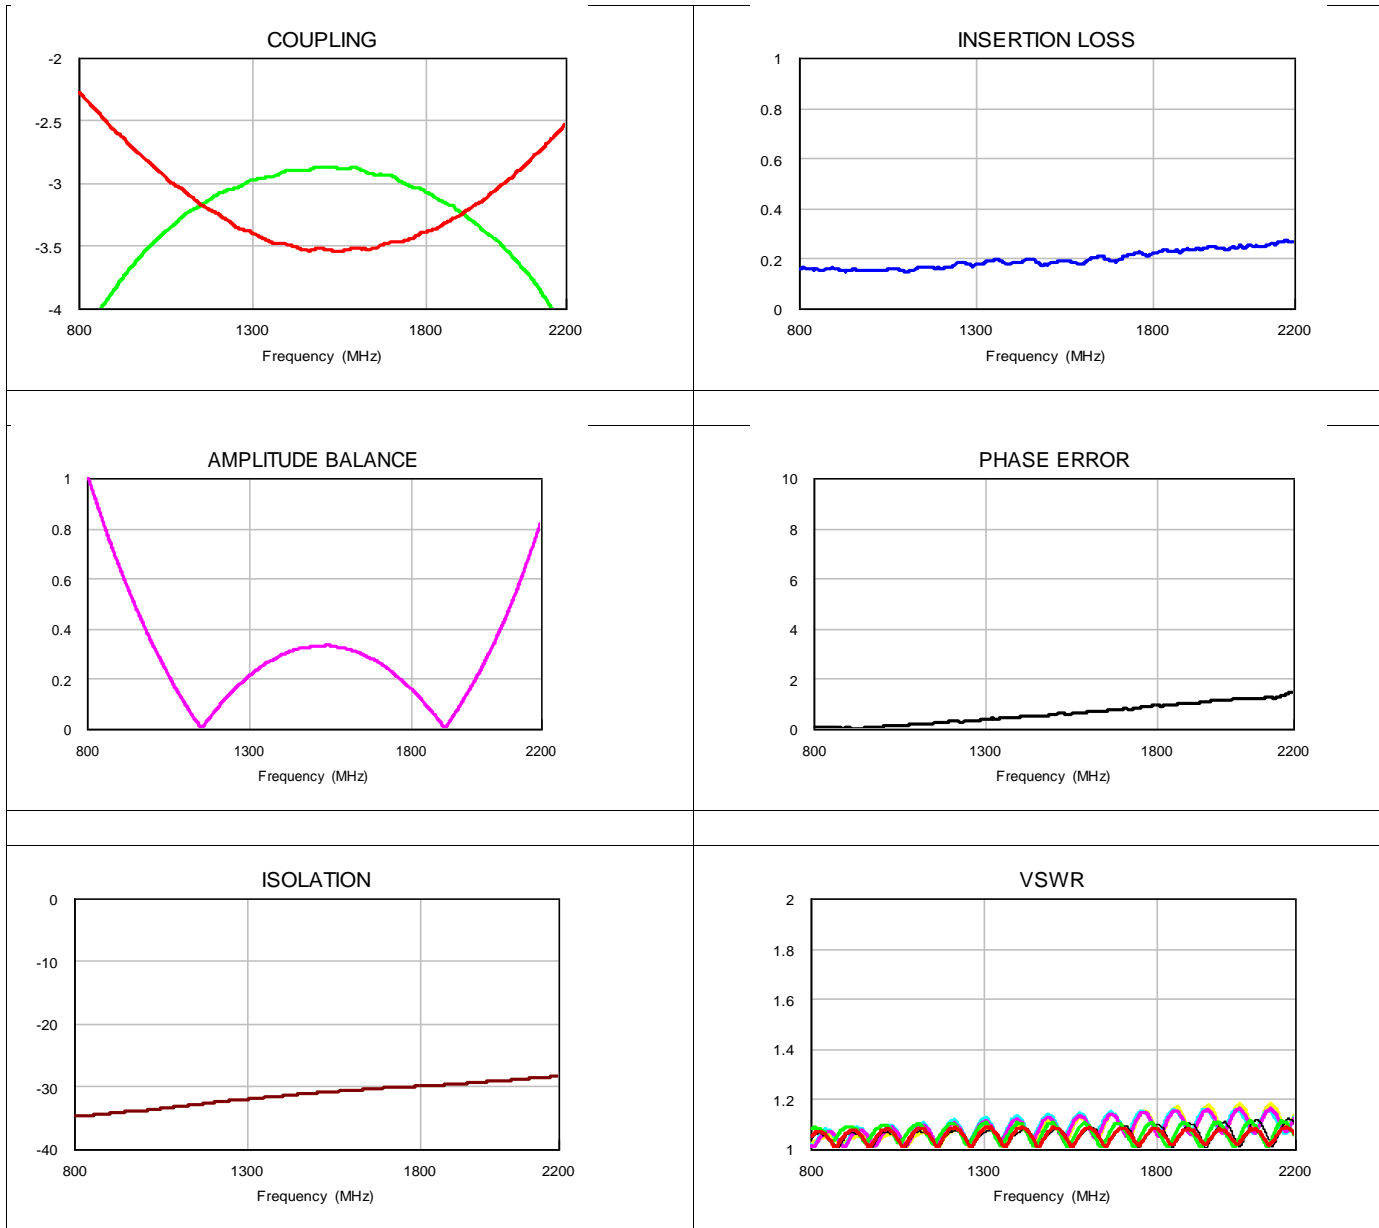 COUPLING
-2
-2.5
-3
-3.5
-4
800 1300 1800 2200
Frequency (MHz)
INSERTION LOSS
1
0.8
0.6
0.4
0.2
0
800 1300 1800 2200
Frequency (MHz)
AMPLITUDE BALANCE
1
0.8
0.6
0.4
0.2
0
800 1300 1800 2200
Frequency (MHz)
PHASE ERROR
10
8
6
4
2
0
800 1300 1800 2200
Frequency (MHz)
ISOLATION
0
-10
-20
-30
-40
800 1300 1800 2200
Frequency (MHz)
VSWR
2
1.8
1.6
1.4
1.2
1
800 1300 1800 2200
Frequency (MHz)